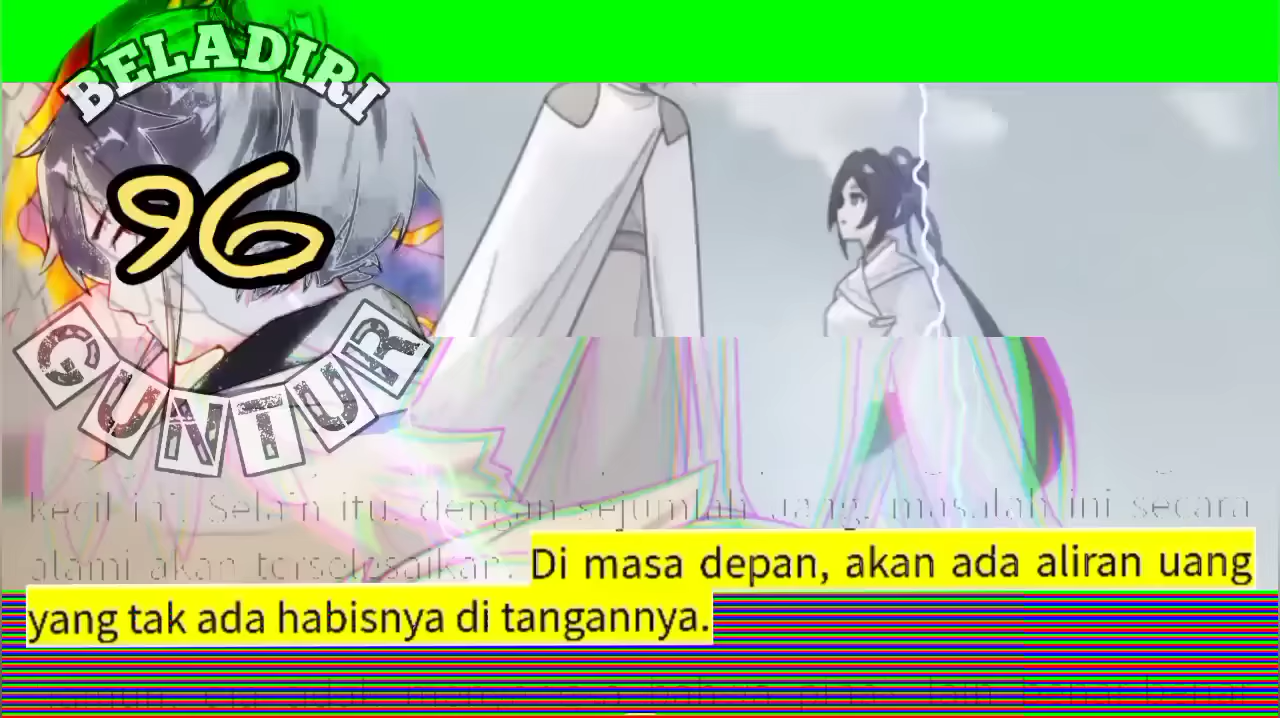 BELADIRI
96
GUNTUR
kecil ini. Selain itu, dengan sejumlah uang, masalah ini secara
alami akan terselesaikan. Di masa depan, akan ada aliran uang
yang tak ada habisnya di tangannya.